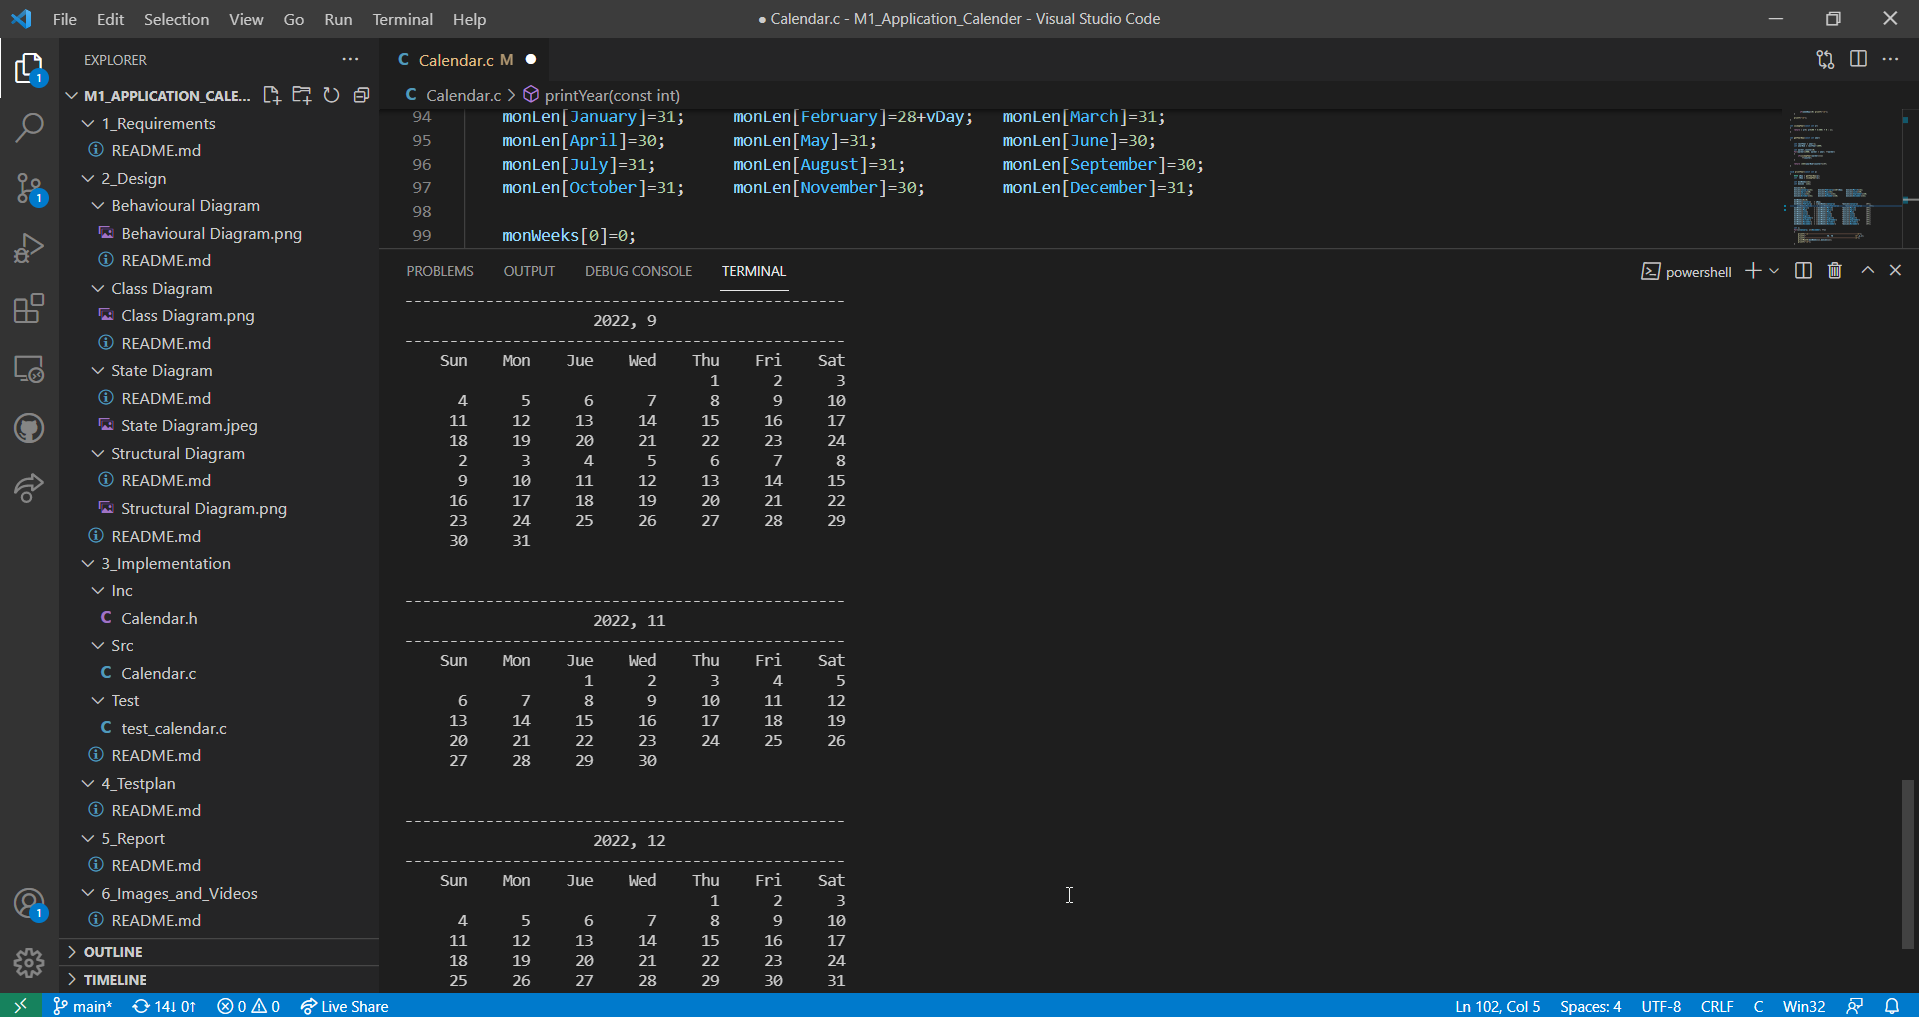 File Edit Selection View Go Run Terminal Help
● Calendar.c - M1_Application_Calender - Visual Studio Code
EXPLORER
M1_APPLICATION_CALE...
1_Requirements
README.md
2_Design
Behavioural Diagram
Behavioural Diagram.png
README.md
Class Diagram
Class Diagram.png
README.md
State Diagram
README.md
State Diagram.jpeg
Structural Diagram
README.md
Structural Diagram.png
README.md
3_Implementation
Inc
C Calendar.h
Src
C Calendar.c
Test
C test_calendar.c
README.md
4_Testplan
README.md
5_Report
README.md
6_Images_and_Videos
README.md
OUTLINE
TIMELINE
1
1
1
C Calendar.c M ●
C Calendar.c > printYear(const int)
94 monLen[January]=31; monLen[February]=28+vDay; monLen[March]=31;
95 monLen[April]=30; monLen[May]=31; monLen[June]=30;
96 monLen[July]=31; monLen[August]=31; monLen[September]=30;
97 monLen[October]=31; monLen[November]=30; monLen[December]=31;
98
99 monWeeks[0]=0;
PROBLEMS OUTPUT DEBUG CONSOLE TERMINAL
powershell
--------------------------------------------
2022, 9
--------------------------------------------
Sun Mon Jue Wed Thu Fri Sat
1 2 3
4 5 6 7 8 9 10
11 12 13 14 15 16 17
18 19 20 21 22 23 24
2 3 4 5 6 7 8
9 10 11 12 13 14 15
16 17 18 19 20 21 22
23 24 25 26 27 28 29
30 31
--------------------------------------------
2022, 11
--------------------------------------------
Sun Mon Jue Wed Thu Fri Sat
1 2 3 4 5
6 7 8 9 10 11 12
13 14 15 16 17 18 19
20 21 22 23 24 25 26
27 28 29 30
--------------------------------------------
2022, 12
--------------------------------------------
Sun Mon Jue Wed Thu Fri Sat
1 2 3
4 5 6 7 8 9 10
11 12 13 14 15 16 17
18 19 20 21 22 23 24
25 26 27 28 29 30 31
main* 14↓ 0↑ 0 0 Live Share
Ln 102, Col 5 Spaces: 4 UTF-8 CRLF C Win32